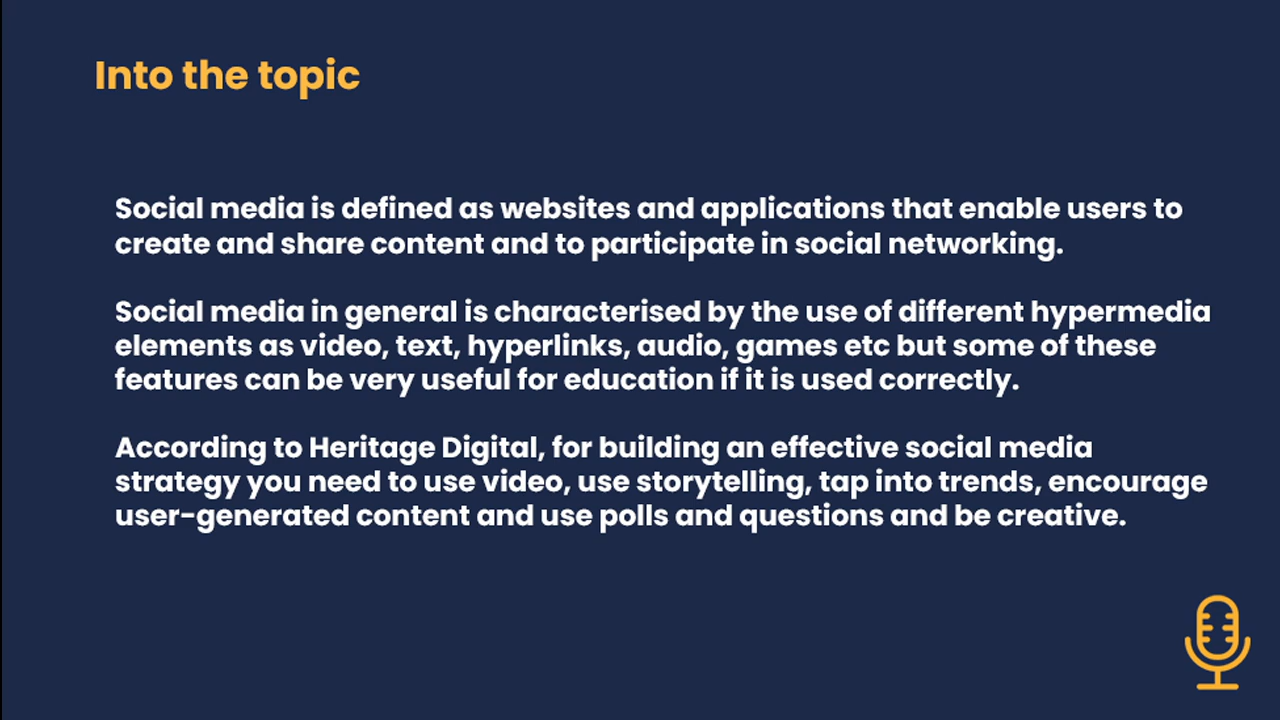 Into the topic
Social media is defined as websites and applications that enable users to
create and share content and to participate in social networking.
Social media in general is characterised by the use of different hypermedia
elements as video, text, hyperlinks, audio, games etc but some of these
features can be very useful for education if it is used correctly.
According to Heritage Digital, for building an effective social media
strategy you need to use video, use storytelling, tap into trends, encourage
user-generated content and use polls and questions and be creative.